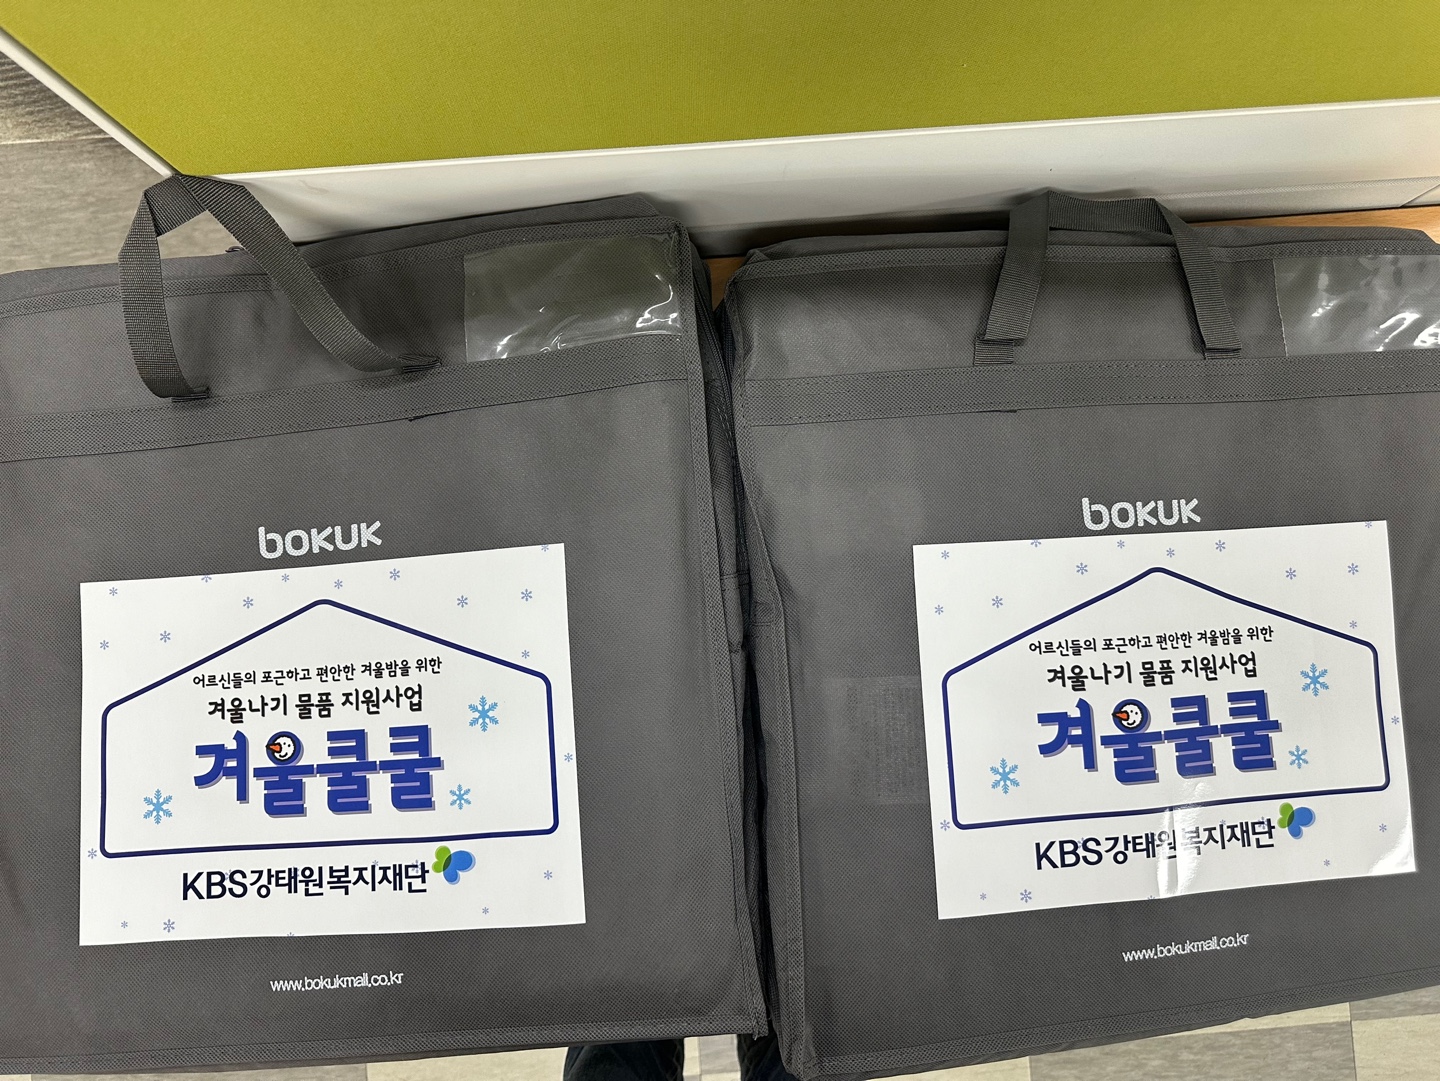 bokuk
어르신들의 포근하고 편안한 겨울밤을 위한
겨울나기 물품 지원사업
겨울쿨쿨
KBS강태원복지재단
www.bokukmall.co.kr
bokuk
어르신들의 포근하고 편안한 겨울밤을 위한
겨울나기 물품 지원사업
겨울쿨쿨
KBS강태원복지재단
www.bokukmall.co.kr